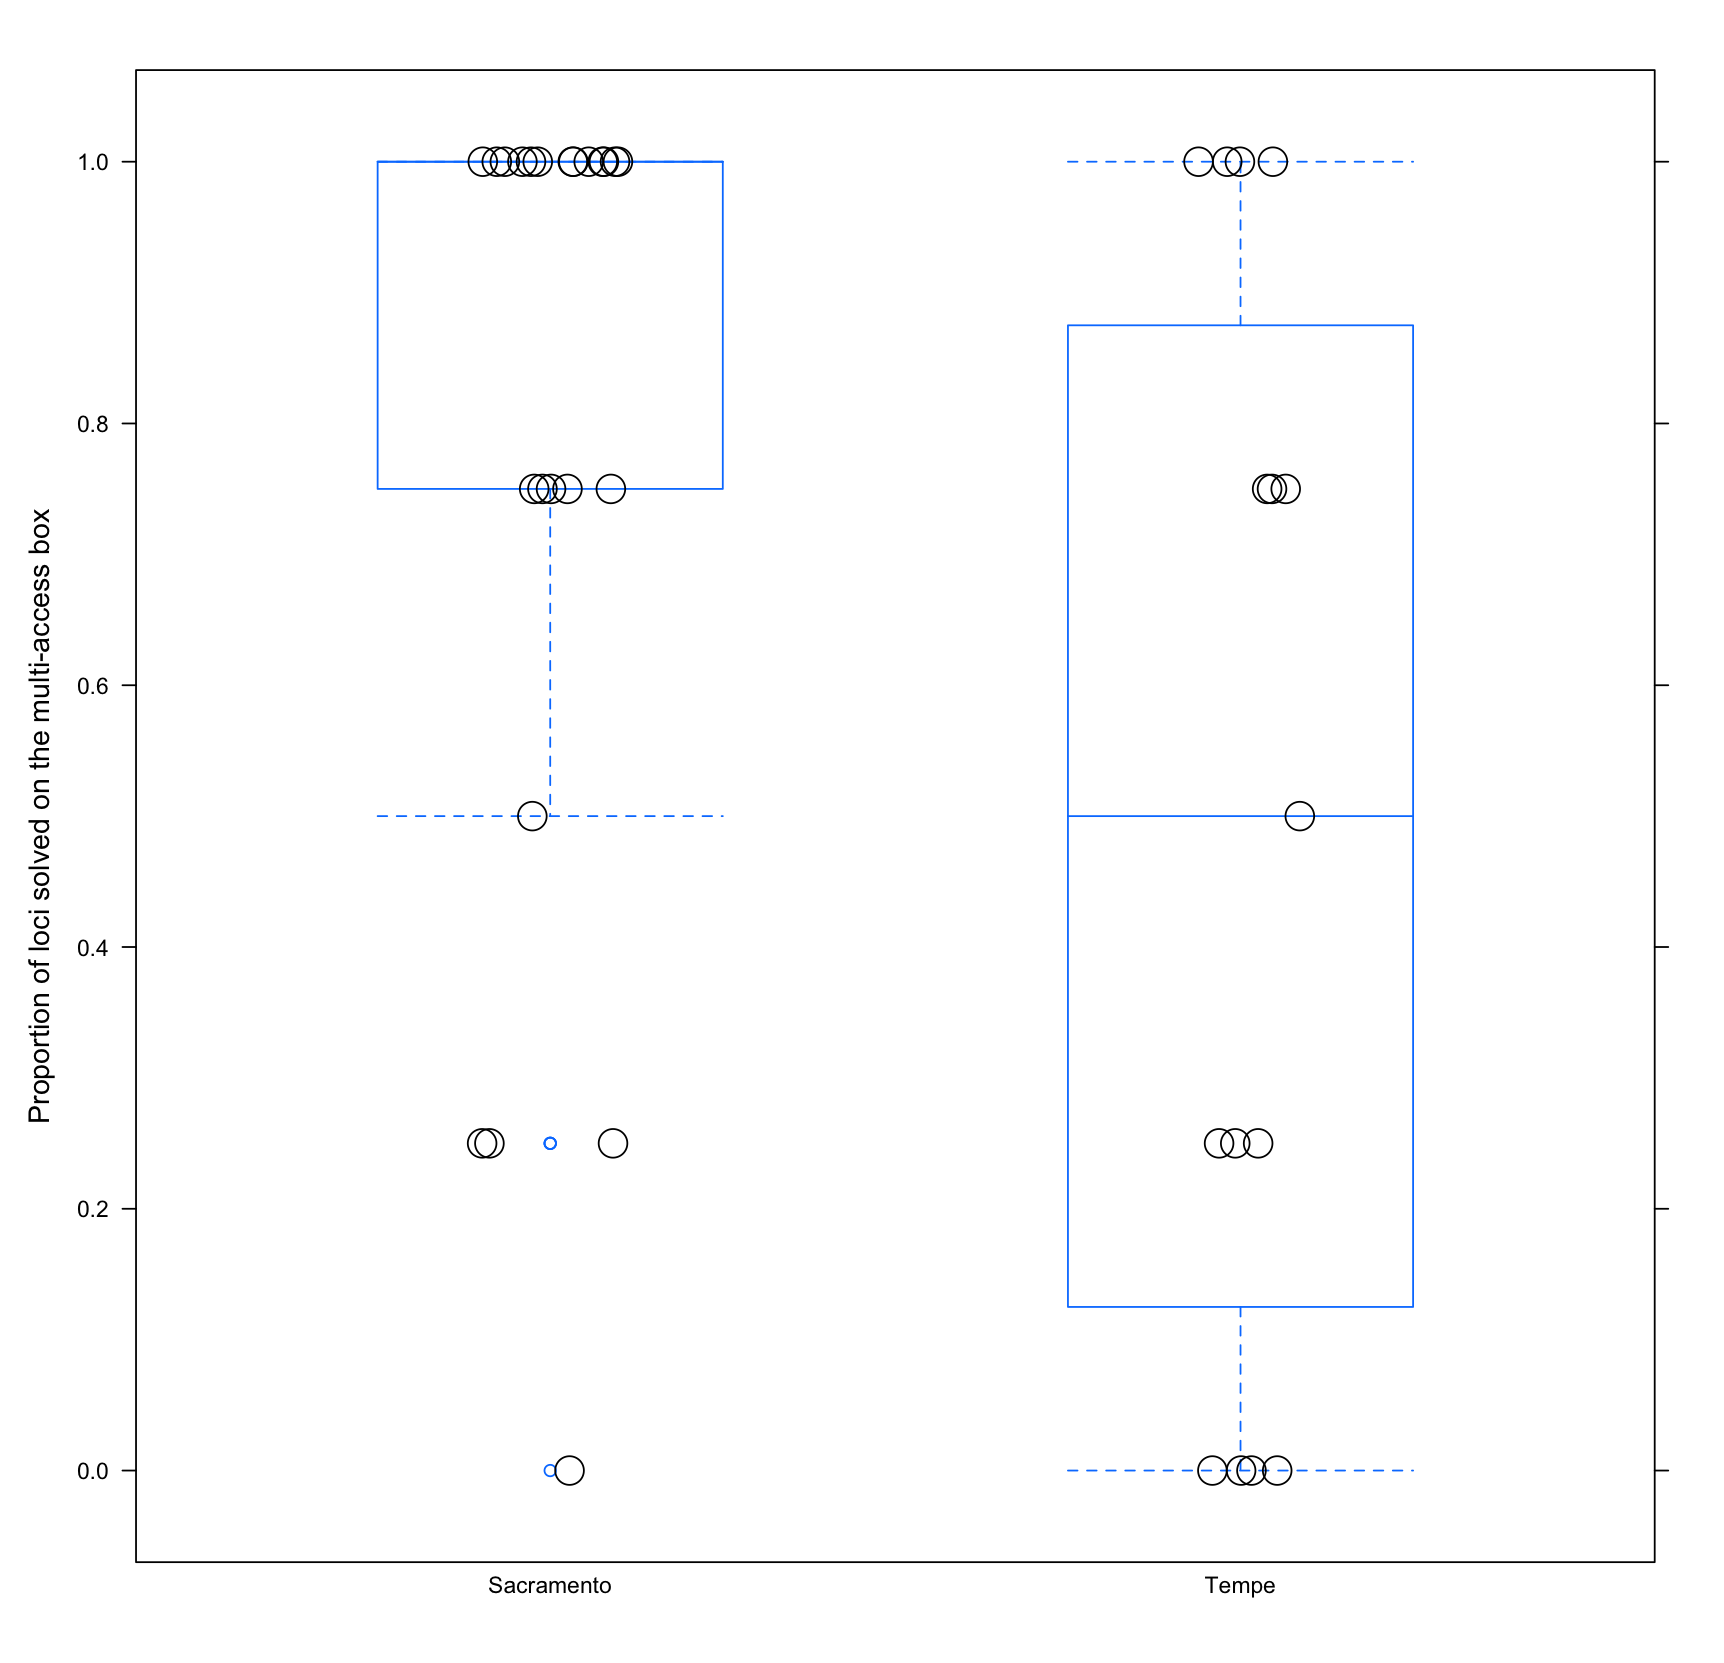 Proportion of loci solved on the multi-access box
1.0
0.8
0.6
0.4
0.2
0.0
Sacramento
Tempe